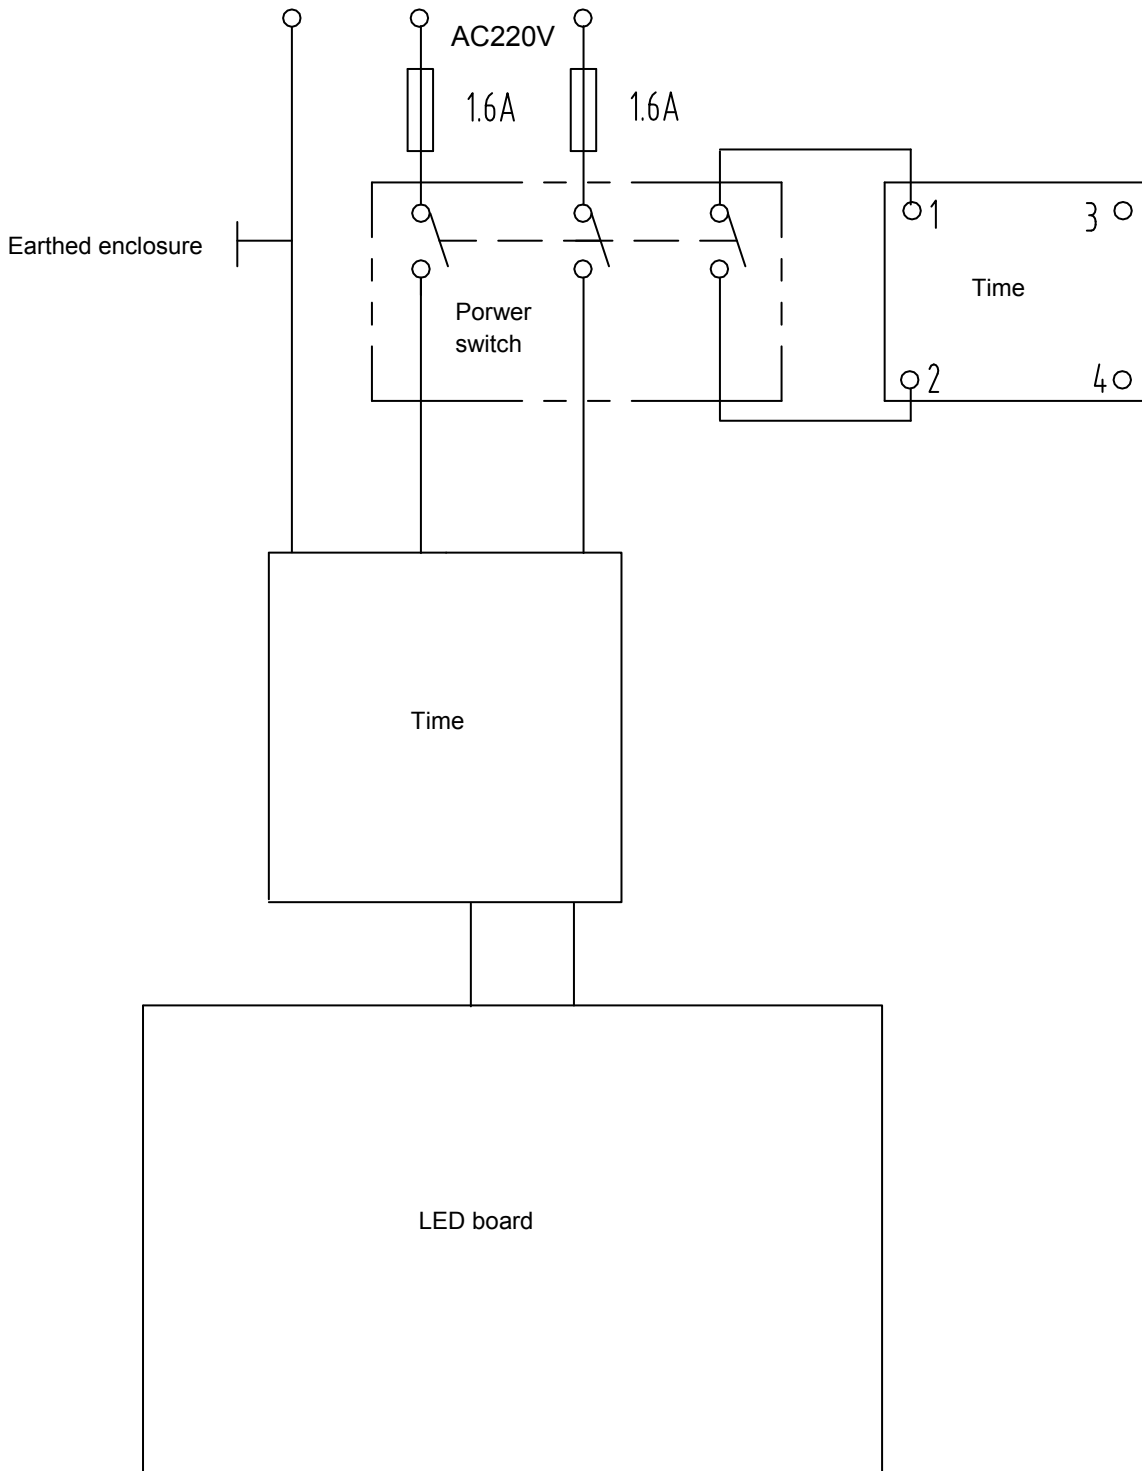 AC220V
1.6A
1.6A
1
3
Earthed enclosure
Time
Porwer
switch
2
4
Time
LED board